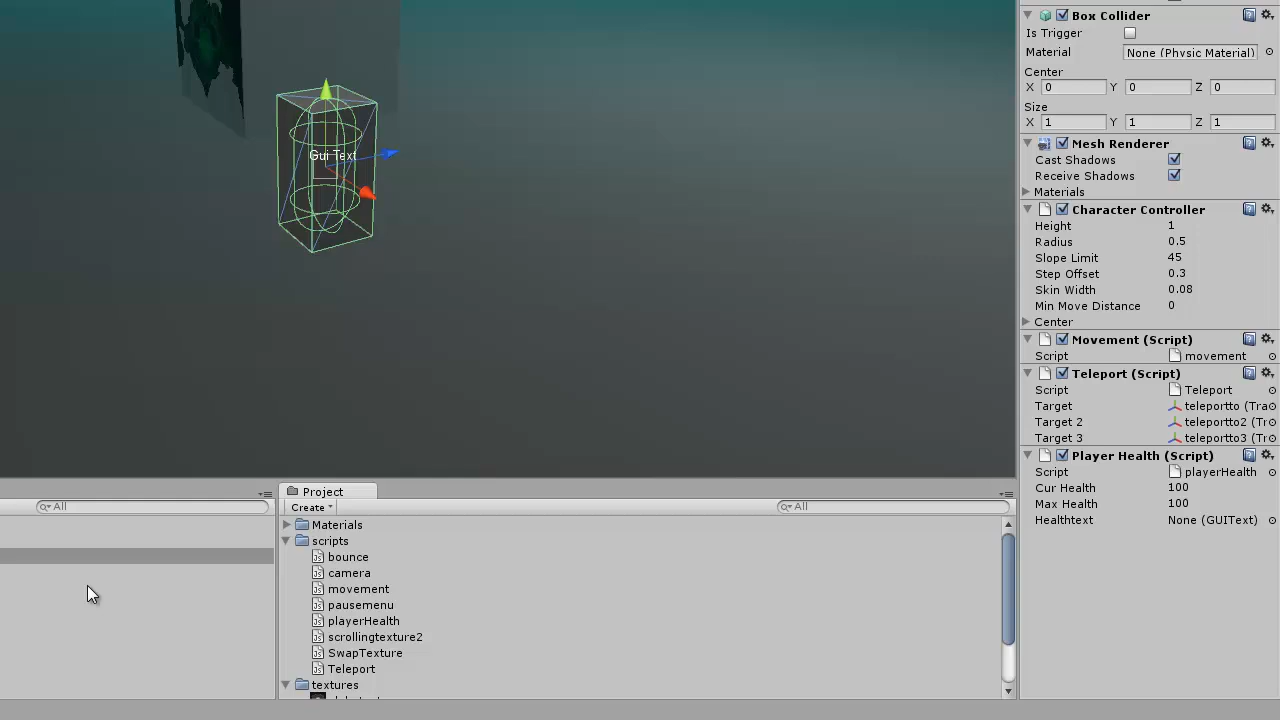 Box Collider
Is Trigger
Material None (Physic Material)
Center
X 0 Y 0 Z 0
Size
X 1 Y 1 Z 1
Mesh Renderer
Cast Shadows
Receive Shadows
Materials
Character Controller
Height 1
Radius 0.5
Slope Limit 45
Step Offset 0.3
Skin Width 0.08
Min Move Distance 0
Center
Movement (Script)
Script movement
Teleport (Script)
Script Teleport
Target teleportto (Tra
Target 2 teleportto2 (Tr
Target 3 teleportto3 (Tr
Player Health (Script)
Script playerHealth
Cur Health 100
Max Health 100
Healthtext None (GUIText)
Gui Text
All
Project
Create
All
Materials
scripts
bounce
camera
movement
pausemenu
playerHealth
scrollingtexture2
SwapTexture
Teleport
textures